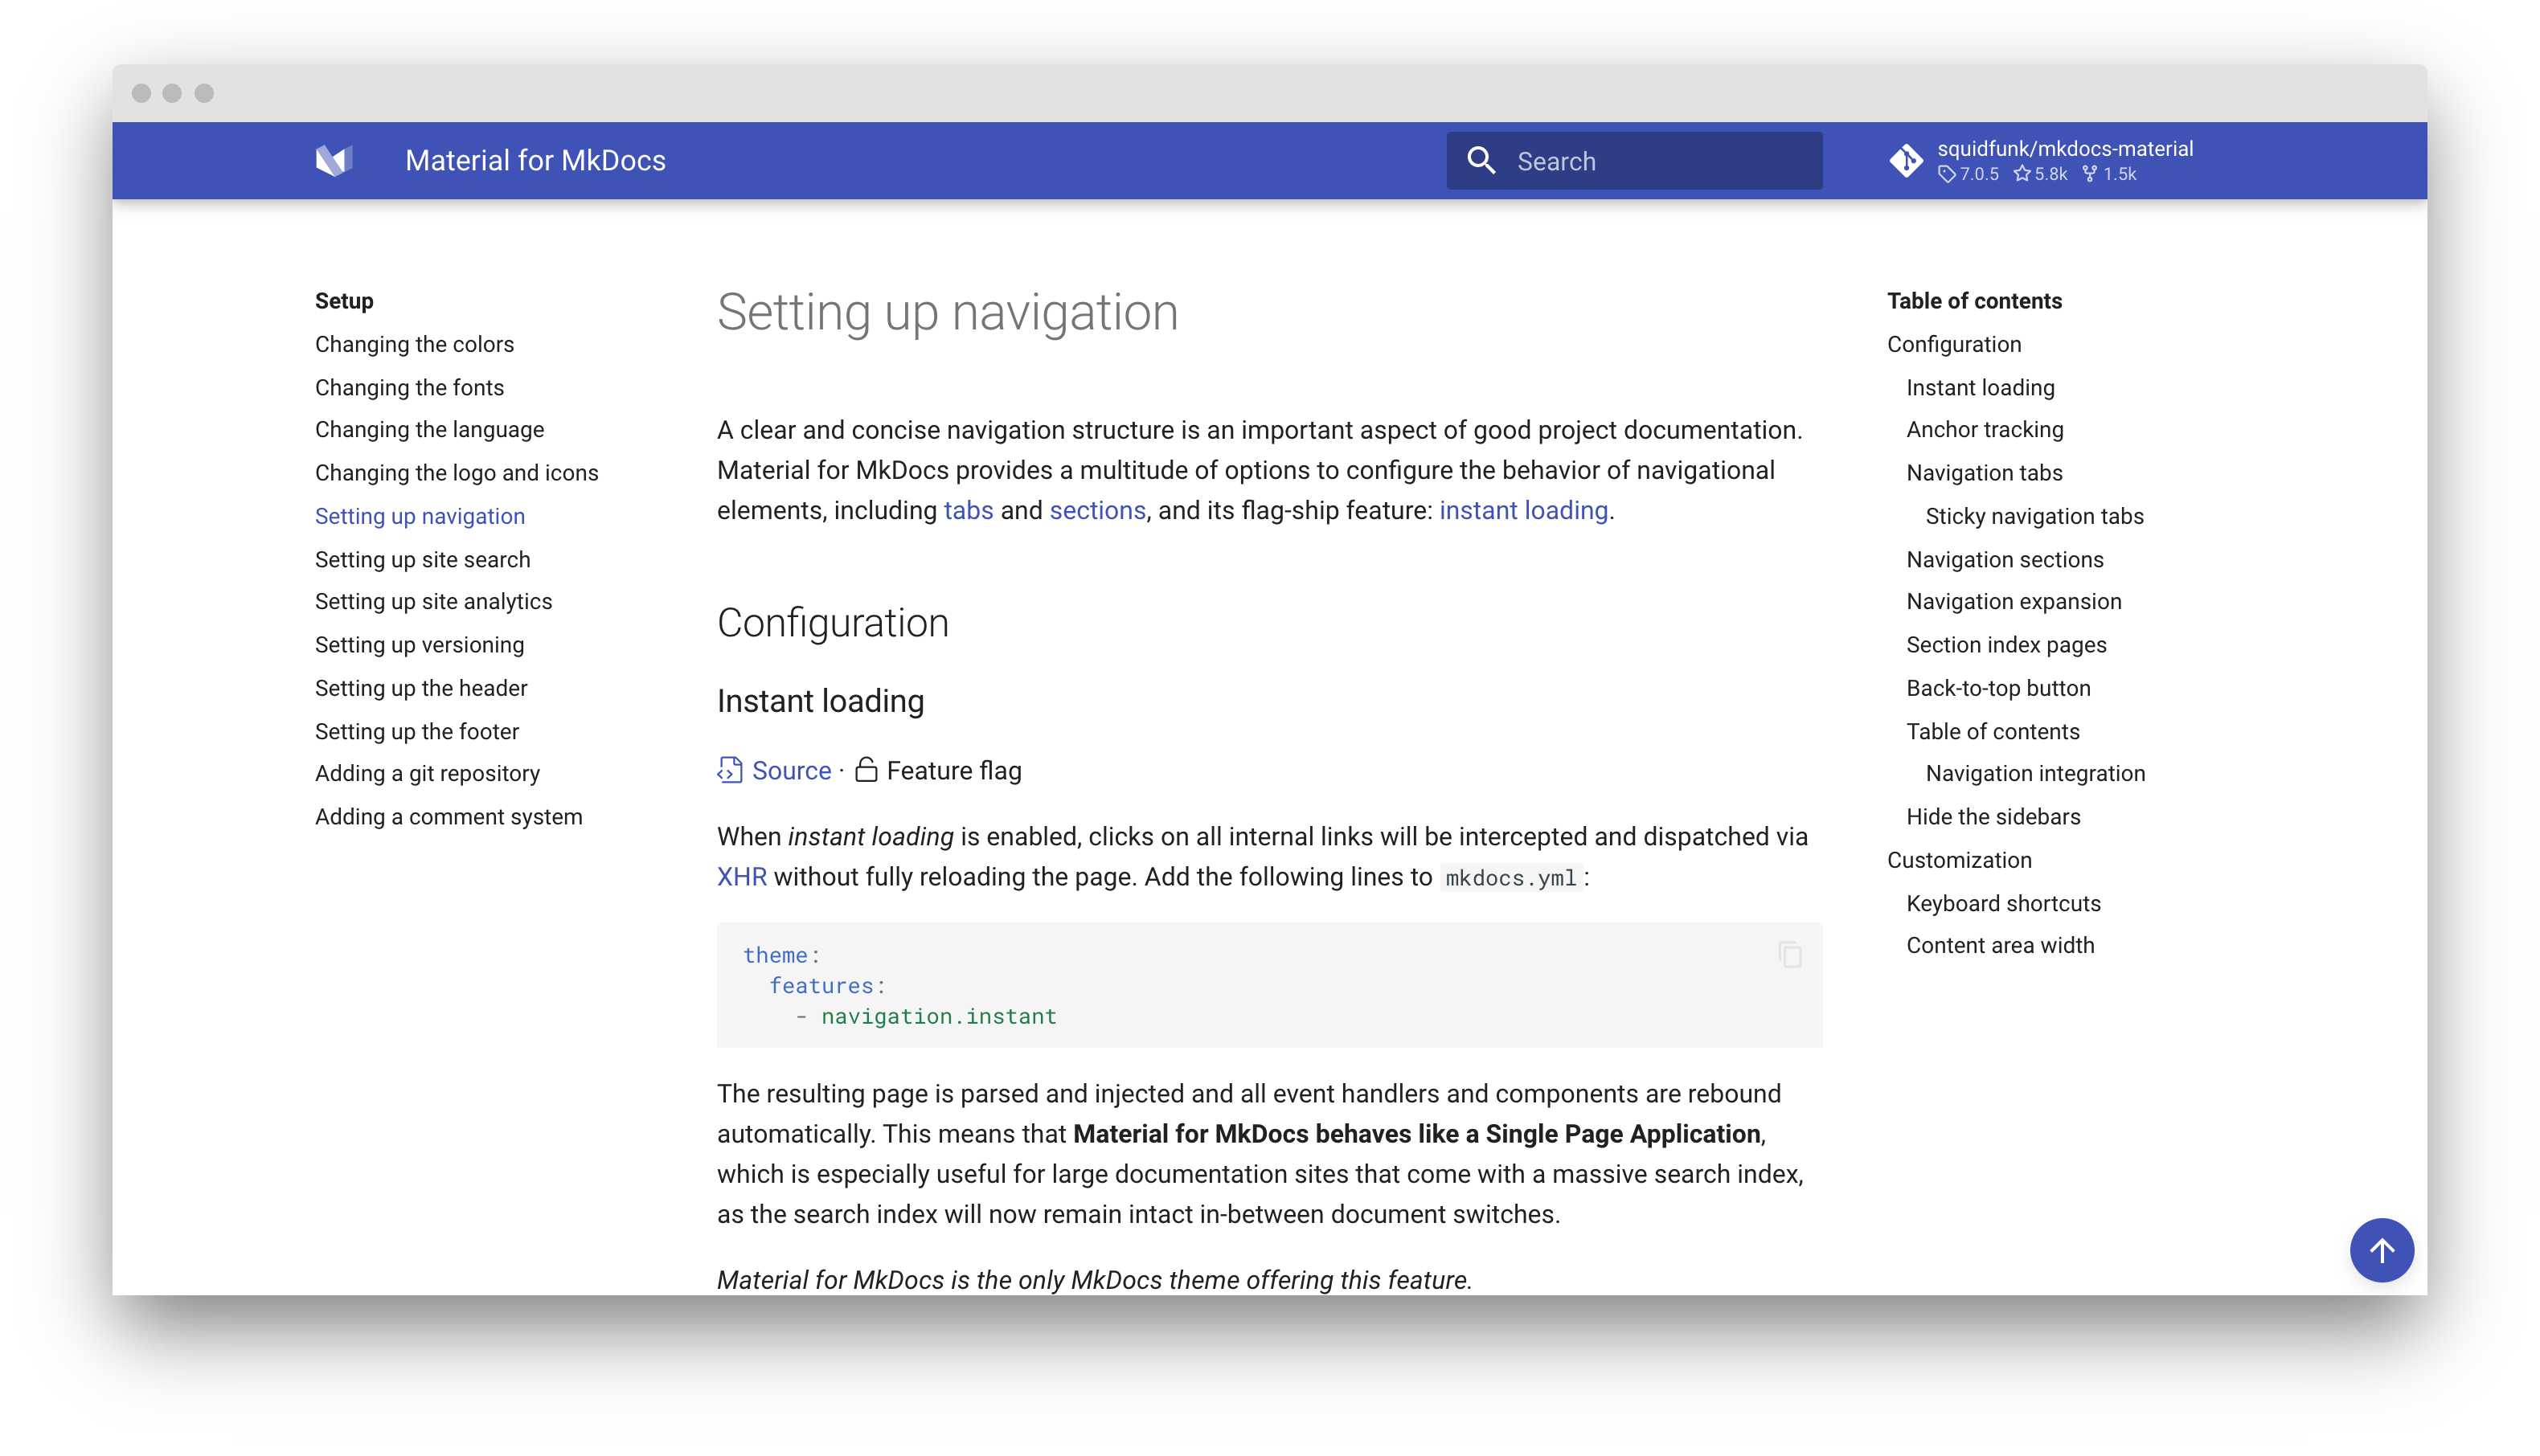 Material for MkDocs
Search
squidfunk/mkdocs-material
7.0.5 5.8k 1.5k
Setup
Changing the colors
Changing the fonts
Changing the language
Changing the logo and icons
Setting up navigation
Setting up site search
Setting up site analytics
Setting up versioning
Setting up the header
Setting up the footer
Adding a git repository
Adding a comment system
Setting up navigation
A clear and concise navigation structure is an important aspect of good project documentation.
Material for MkDocs provides a multitude of options to configure the behavior of navigational
elements, including tabs and sections, and its flag-ship feature: instant loading.
Configuration
Instant loading
Source · Feature flag
When instant loading is enabled, clicks on all internal links will be intercepted and dispatched via
XHR without fully reloading the page. Add the following lines to mkdocs.yml:
theme:
  features:
    - navigation.instant
The resulting page is parsed and injected and all event handlers and components are rebound
automatically. This means that Material for MkDocs behaves like a Single Page Application,
which is especially useful for large documentation sites that come with a massive search index,
as the search index will now remain intact in-between document switches.
Material for MkDocs is the only MkDocs theme offering this feature.
Table of contents
Configuration
Instant loading
Anchor tracking
Navigation tabs
Sticky navigation tabs
Navigation sections
Navigation expansion
Section index pages
Back-to-top button
Table of contents
Navigation integration
Hide the sidebars
Customization
Keyboard shortcuts
Content area width